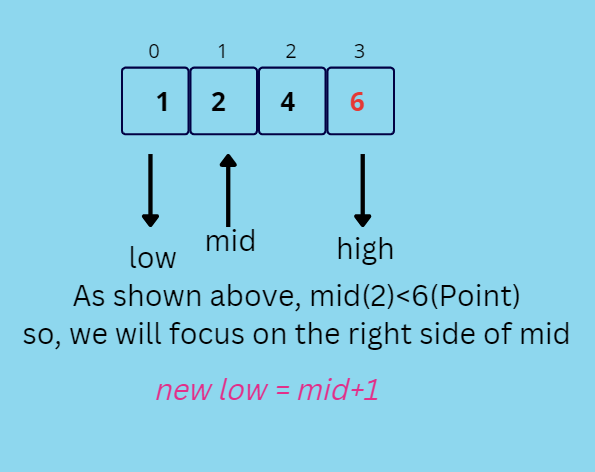 0 1 2 3
1 2 4 6
low mid high
As shown above, mid(2)<6(Point)
so, we will focus on the right side of mid
new low = mid+1